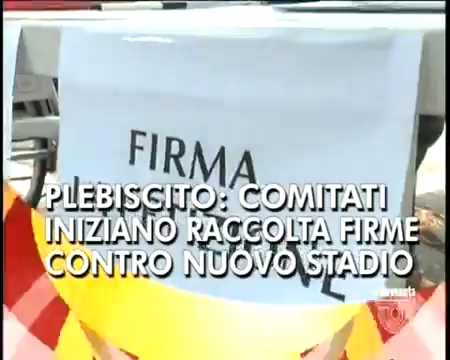 FIRMA
PLEBISCITO: COMITATI
INIZIANO RACCOLTA FIRME
CONTRO NUOVO STADIO